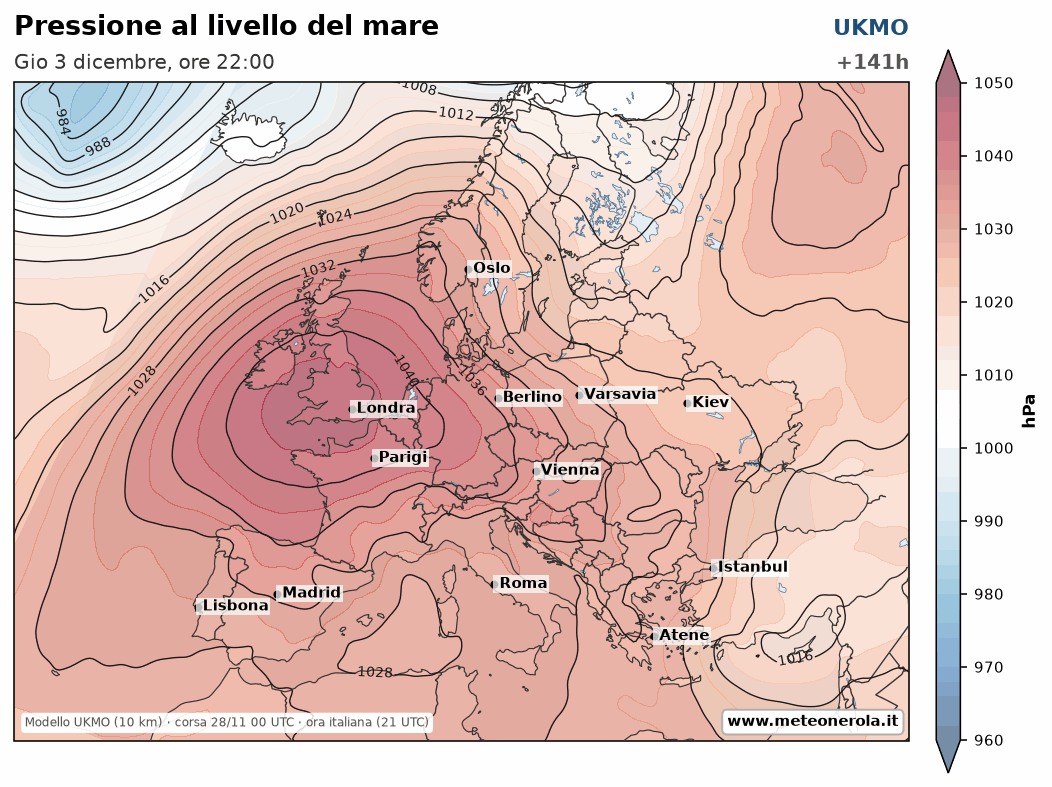 Pressione al livello del mare
UKMO
Gio 3 dicembre, ore 22:00
+141h
1008
1012
984
988
1020
1024
1032
1016
1028
1040
1036
Oslo
Londra
Berlino
Varsavia
Kiev
Parigi
Vienna
Istanbul
Madrid
Lisbona
Roma
Atene
1028
1016
Modello UKMO (10 km) · corsa 28/11 00 UTC · ora italiana (21 UTC)
www.meteonerola.it
1050
1040
1030
1020
1010
1000
990
980
970
960
hPa